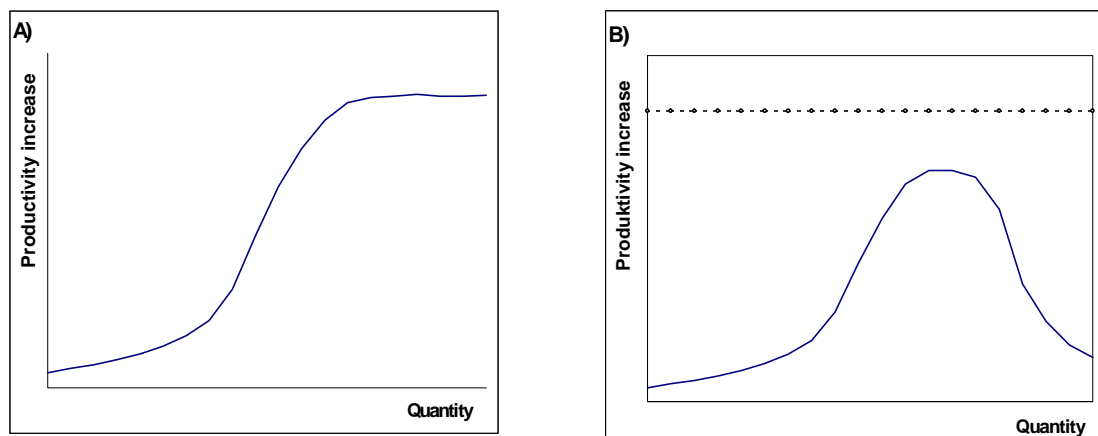 A)
Productivity increase
Quantity
B)
Produktivity increase
Quantity